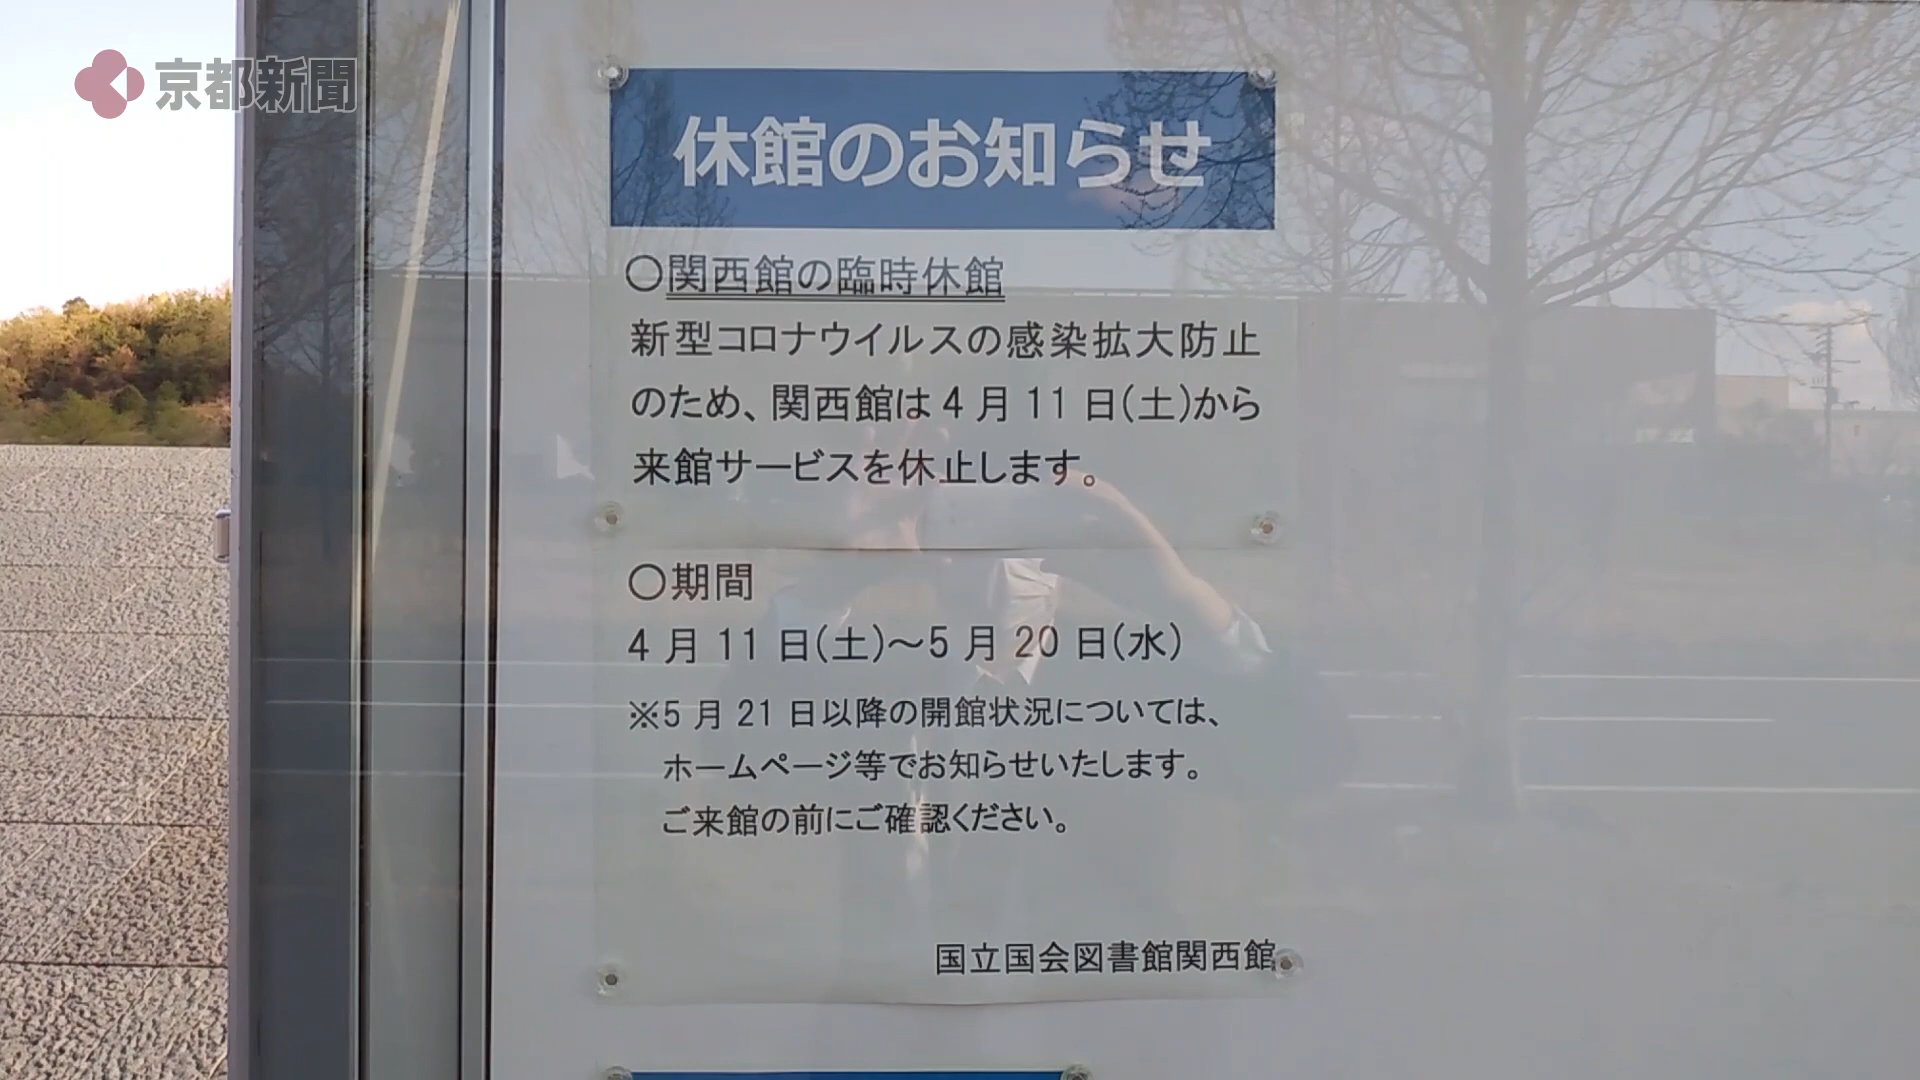 京都新聞
休館のお知らせ
○関西館の臨時休館
新型コロナウイルスの感染拡大防止
のため、関西館は4月11日(土)から
来館サービスを休止します。
○期間
4月11日(土)～5月20日(水)
※5月21日以降の開館状況については、
ホームページ等でお知らせいたします。
ご来館の前にご確認ください。
国立国会図書館関西館